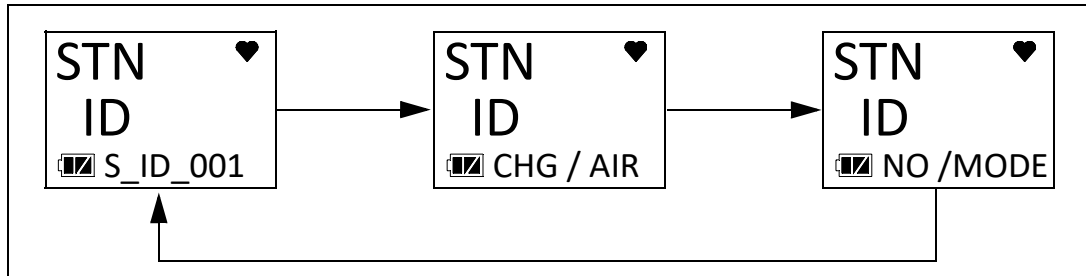 STN
ID
S_ID_001
STN
ID
CHG / AIR
STN
ID
NO /MODE